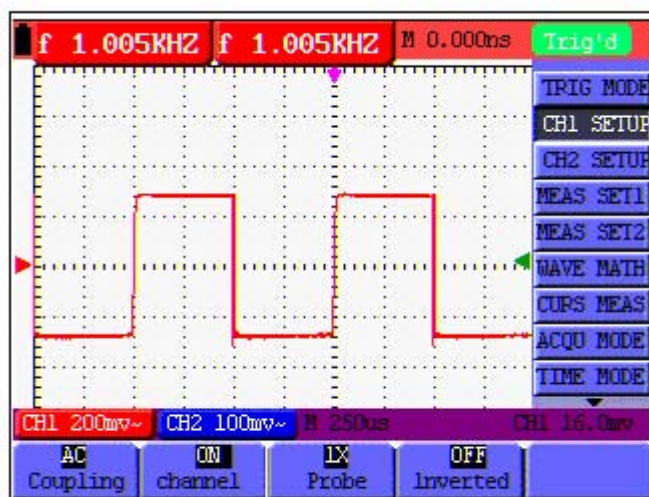 f 1.005KHZ f 1.005KHZ M 0.000ns Trig'd
TRIG MODE
CH1 SETUP
CH2 SETUP
MEAS SET1
MEAS SET2
WAVE MATH
CURS MEAS
ACQU MODE
TIME MODE
CH1 200mv~ CH2 100mv~ M 250us CH1 16.0mv
AC ON 1X OFF
Coupling channel Probe Inverted